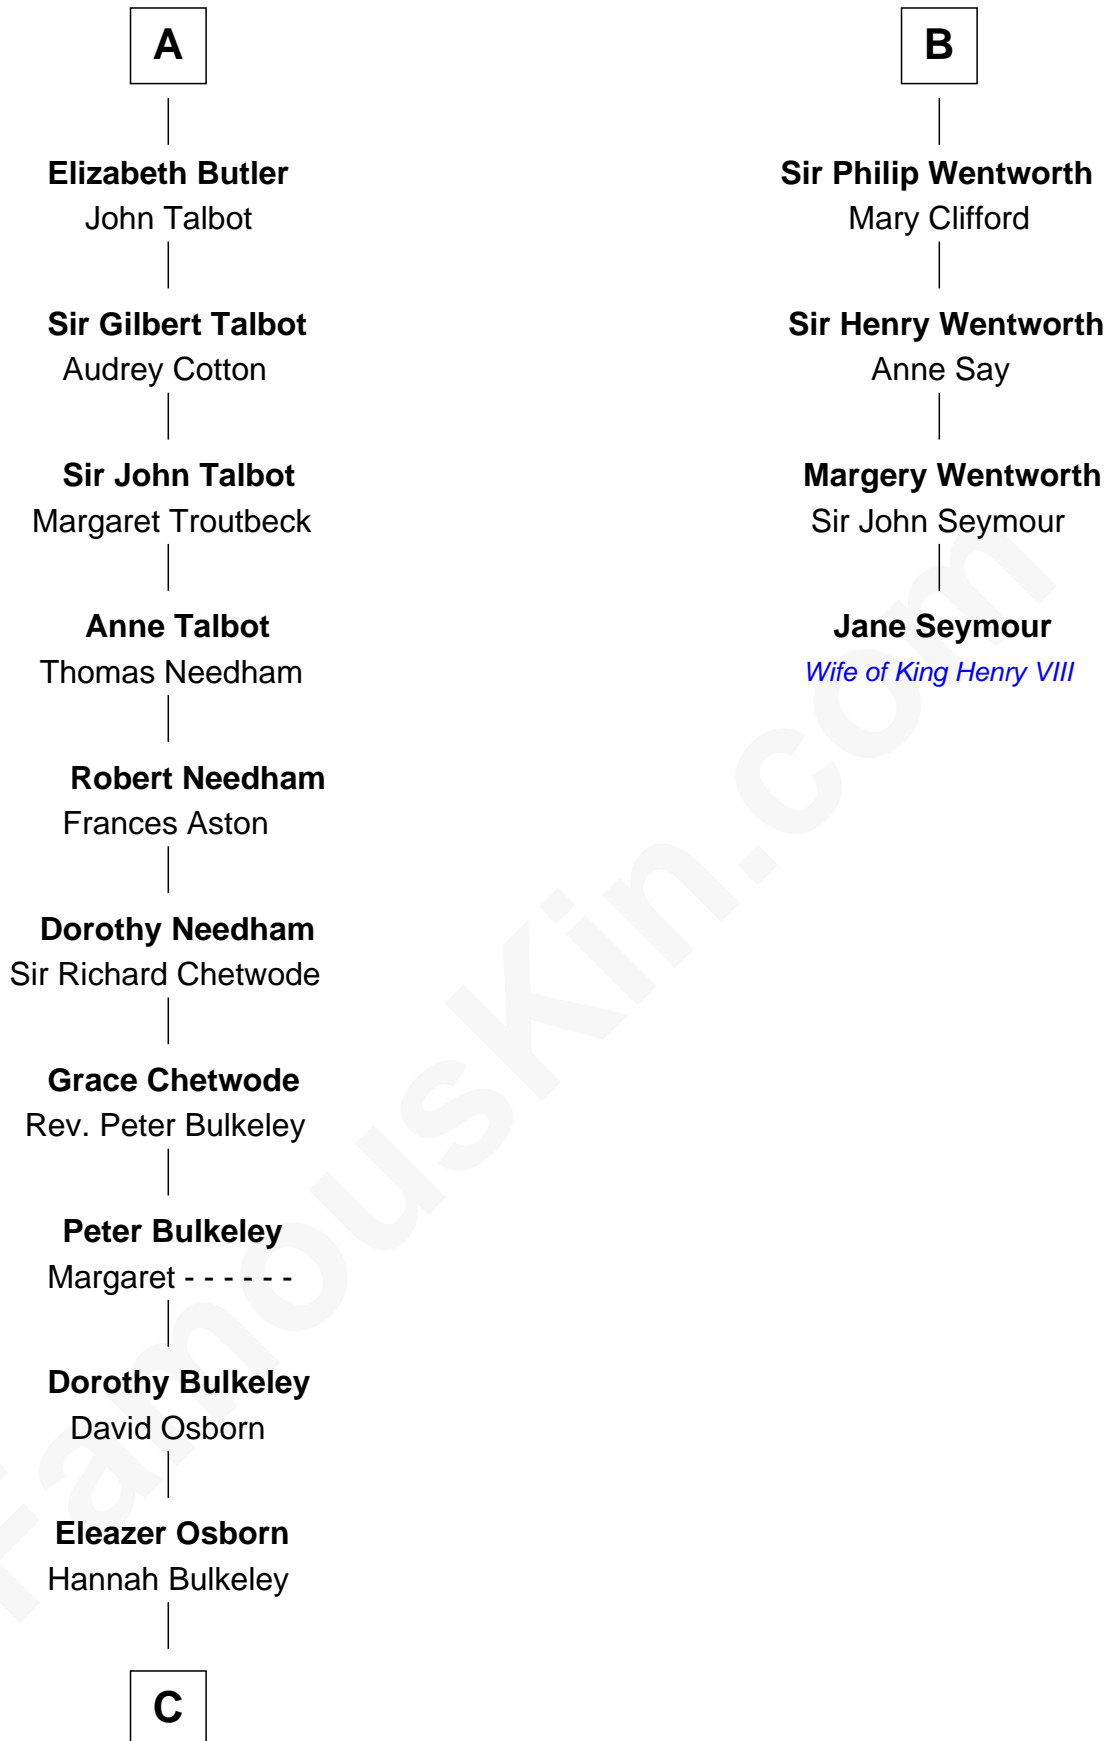 A
Elizabeth Butler
John Talbot
Sir Gilbert Talbot
Audrey Cotton
Sir John Talbot
Margaret Troutbeck
Anne Talbot
Thomas Needham
Robert Needham
Frances Aston
Dorothy Needham
Sir Richard Chetwode
Grace Chetwode
Rev. Peter Bulkeley
Peter Bulkeley
Margaret - - - - - -
Dorothy Bulkeley
David Osborn
Eleazer Osborn
Hannah Bulkeley
C
B
Sir Philip Wentworth
Mary Clifford
Sir Henry Wentworth
Anne Say
Margery Wentworth
Sir John Seymour
Jane Seymour
Wife of King Henry VIII
FamousKin.com